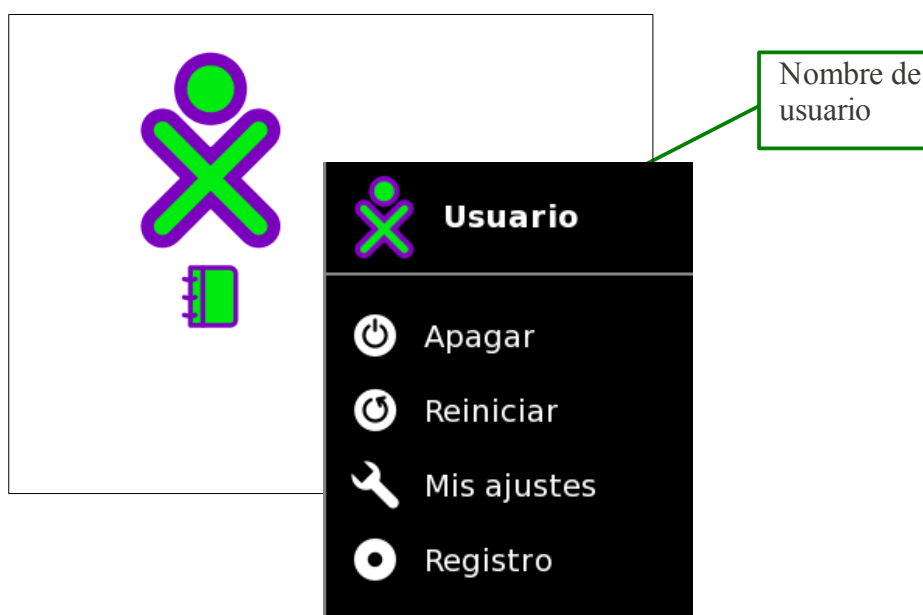 Nombre de
usuario
Usuario
Apagar
Reiniciar
Mis ajustes
Registro